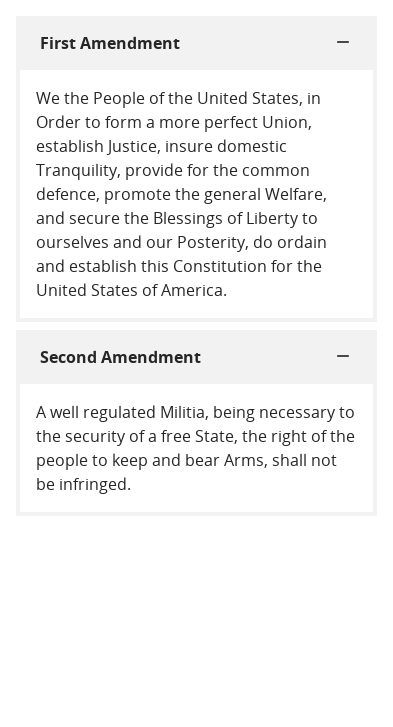 First Amendment
We the People of the United States, in
Order to form a more perfect Union,
establish Justice, insure domestic
Tranquility, provide for the common
defence, promote the general Welfare,
and secure the Blessings of Liberty to
ourselves and our Posterity, do ordain
and establish this Constitution for the
United States of America.
Second Amendment
A well regulated Militia, being necessary to
the security of a free State, the right of the
people to keep and bear Arms, shall not
be infringed.